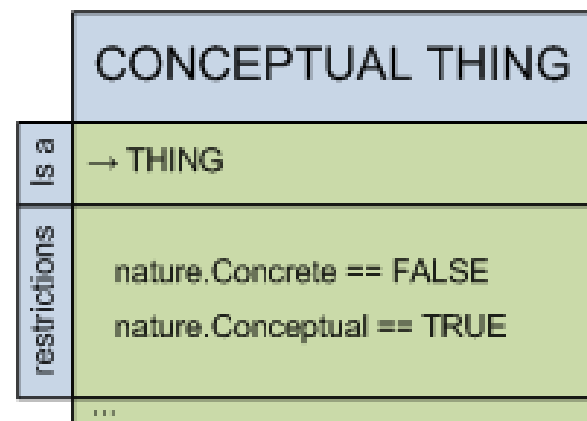 CONCEPTUAL THING
Is a
→ THING
restrictions
nature.Concrete == FALSE
nature.Conceptual == TRUE
...